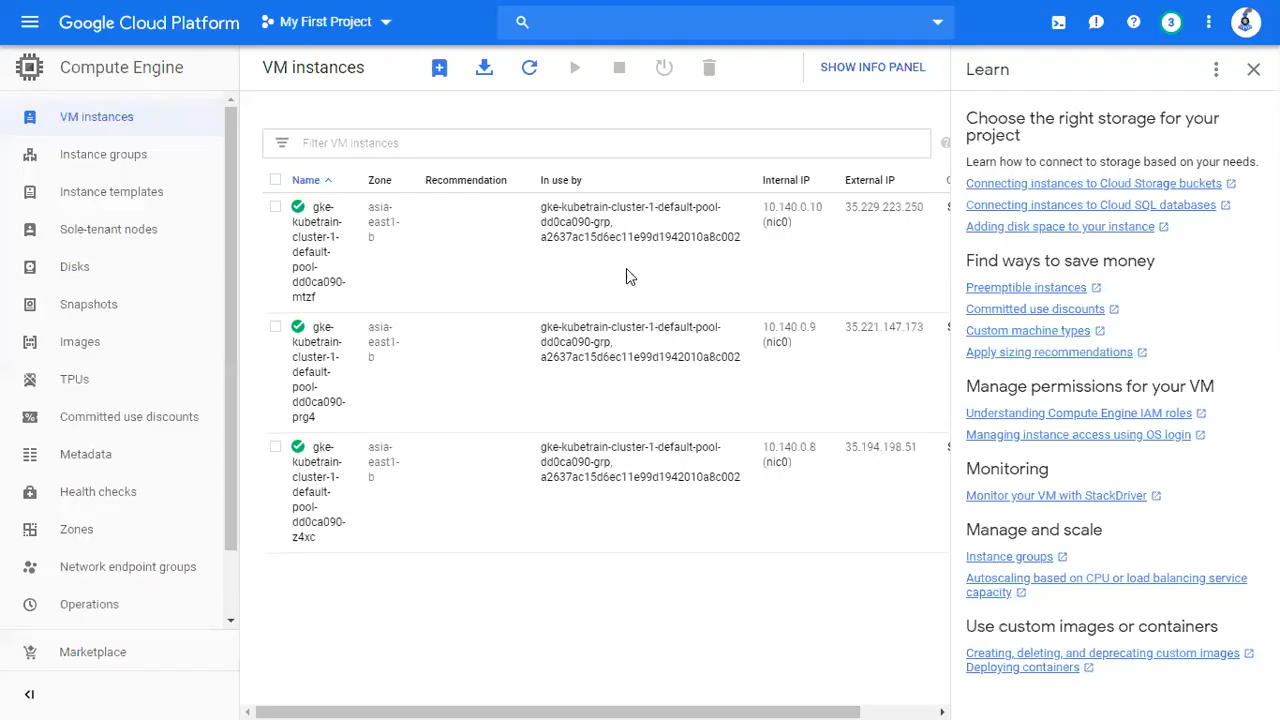 Google Cloud Platform
My First Project
3
Compute Engine
VM instances
Instance groups
Instance templates
Sole-tenant nodes
Disks
Snapshots
Images
TPUs
Committed use discounts
Metadata
Health checks
Zones
Network endpoint groups
Operations
Marketplace
VM instances
SHOW INFO PANEL
Filter VM instances
Name Zone Recommendation In use by Internal IP External IP
gke-
kubetrain-
cluster-1-
default-
pool-
dd0ca090-
mtzf
asia-
east1-
b
gke-kubetrain-cluster-1-default-pool-
dd0ca090-grp,
a2637ac15d6ec11e99d1942010a8c002
10.140.0.10
(nic0)
35.229.223.250
gke-
kubetrain-
cluster-1-
default-
pool-
dd0ca090-
prg4
asia-
east1-
b
gke-kubetrain-cluster-1-default-pool-
dd0ca090-grp,
a2637ac15d6ec11e99d1942010a8c002
10.140.0.9
(nic0)
35.221.147.173
gke-
kubetrain-
cluster-1-
default-
pool-
dd0ca090-
z4xc
asia-
east1-
b
gke-kubetrain-cluster-1-default-pool-
dd0ca090-grp,
a2637ac15d6ec11e99d1942010a8c002
10.140.0.8
(nic0)
35.194.198.51
Learn
Choose the right storage for your
project
Learn how to connect to storage based on your needs.
Connecting instances to Cloud Storage buckets
Connecting instances to Cloud SQL databases
Adding disk space to your instance
Find ways to save money
Preemptible instances
Committed use discounts
Custom machine types
Apply sizing recommendations
Manage permissions for your VM
Understanding Compute Engine IAM roles
Managing instance access using OS login
Monitoring
Monitor your VM with StackDriver
Manage and scale
Instance groups
Autoscaling based on CPU or load balancing service
capacity
Use custom images or containers
Creating, deleting, and deprecating custom images
Deploying containers